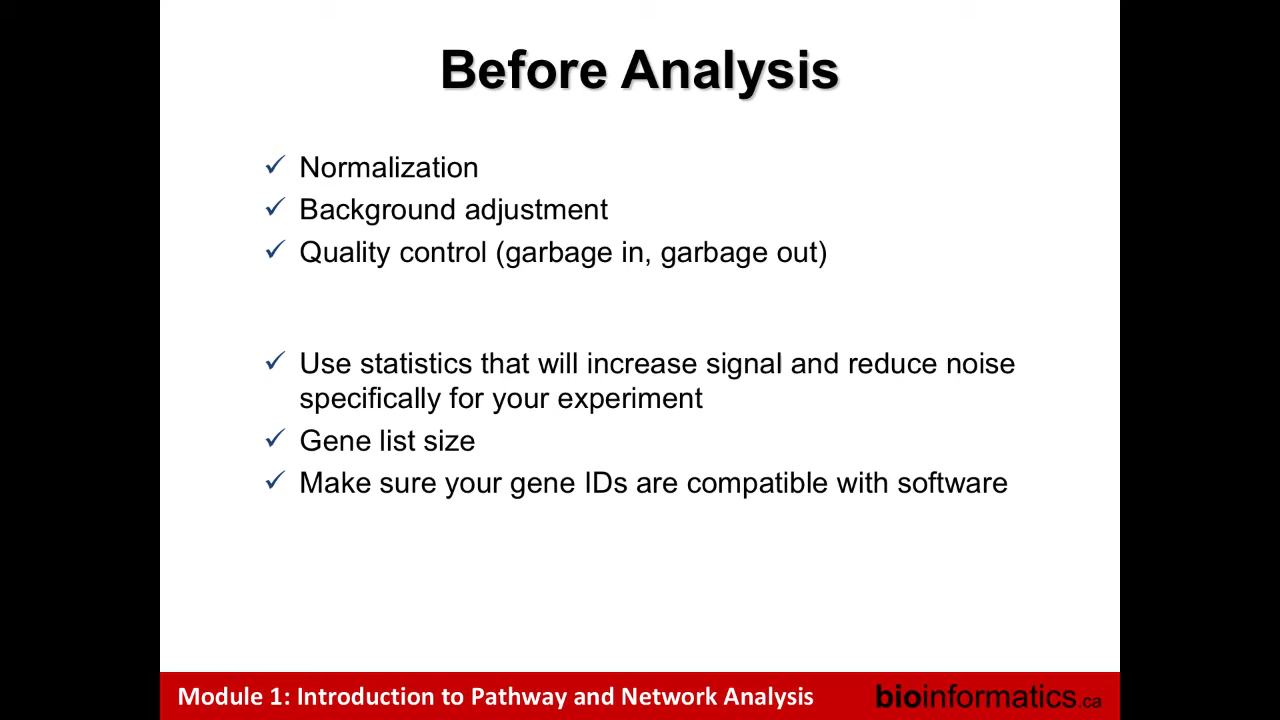 Before Analysis
✓ Normalization
✓ Background adjustment
✓ Quality control (garbage in, garbage out)
✓ Use statistics that will increase signal and reduce noise
specifically for your experiment
✓ Gene list size
✓ Make sure your gene IDs are compatible with software
Module 1: Introduction to Pathway and Network Analysis
bioinformatics.ca